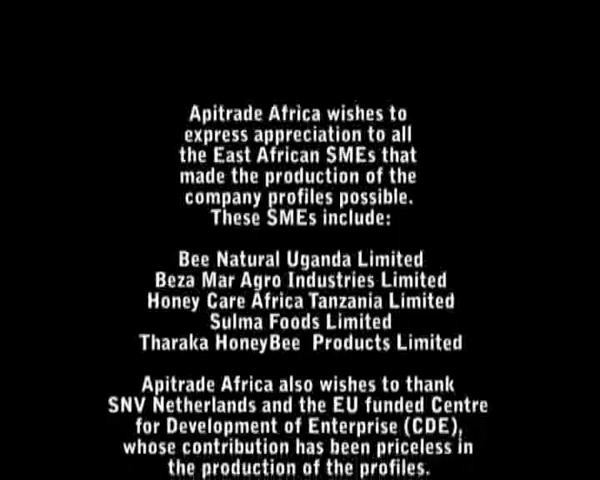 Apitrade Africa wishes to
express appreciation to all
the East African SMEs that
made the production of the
company profiles possible.
These SMEs include:
Bee Natural Uganda Limited
Beza Mar Agro Industries Limited
Honey Care Africa Tanzania Limited
Sulma Foods Limited
Tharaka HoneyBee Products Limited
Apitrade Africa also wishes to thank
SNV Netherlands and the EU funded Centre
for Development of Enterprise (CDE),
whose contribution has been priceless in
the production of the profiles.